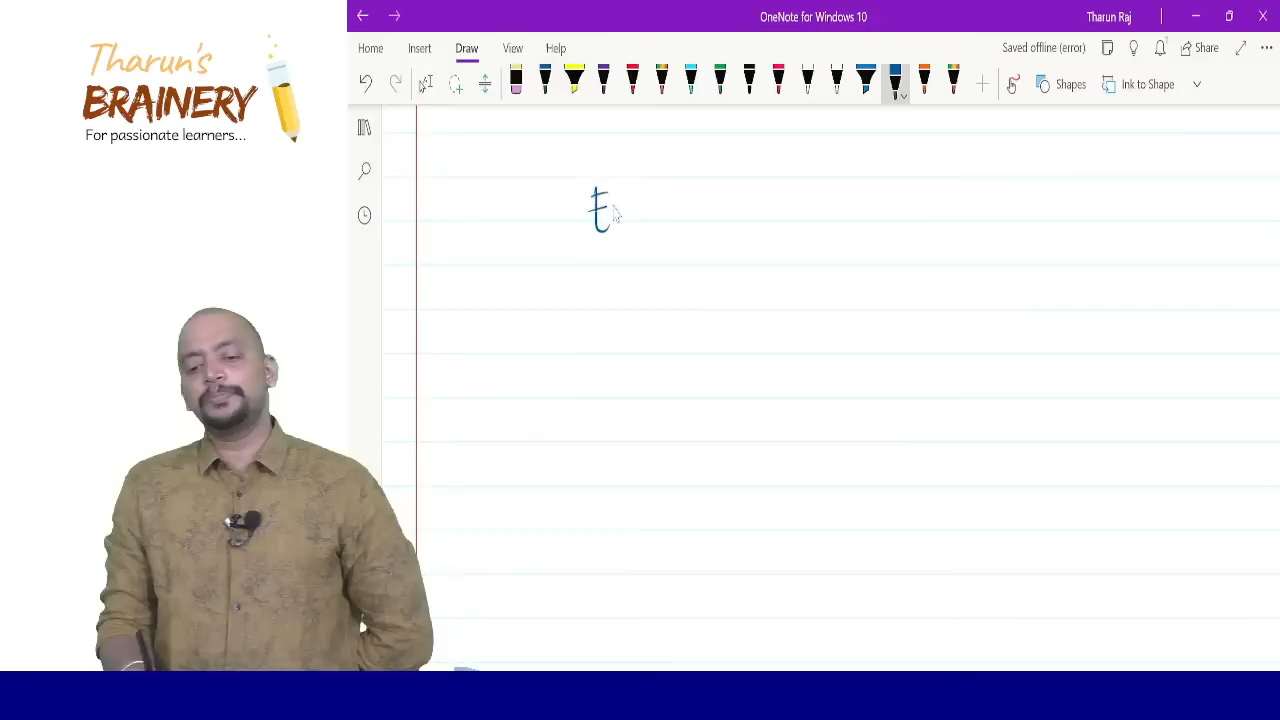 Tharun's
BRAINERY
For passionate learners...
OneNote for Windows 10
Tharun Raj
Home Insert Draw View Help
Saved offline (error)
Share
Shapes
Ink to Shape